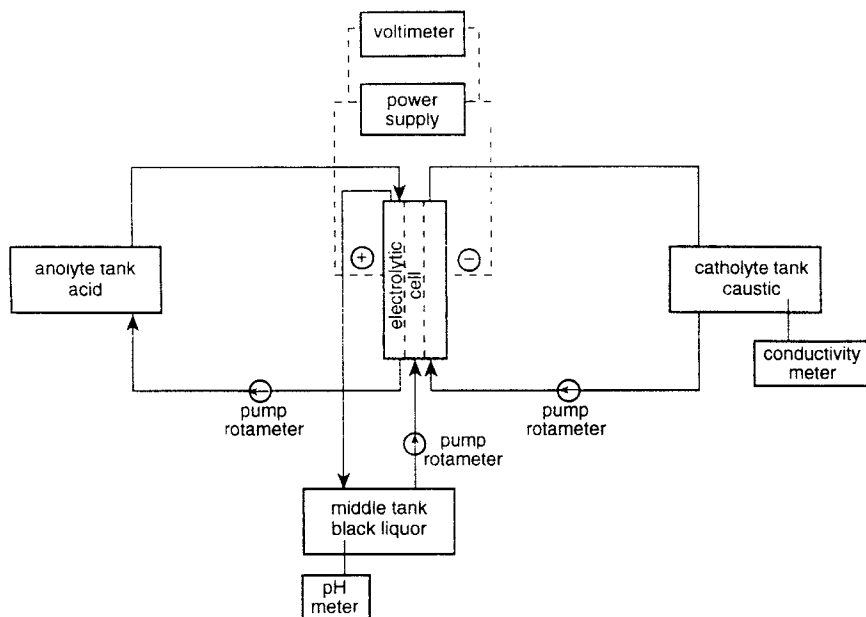 voltimeter
power
supply
anolyte tank
acid
+
electrolytic
cell
−
catholyte tank
caustic
conductivity
meter
pump
rotameter
pump
rotameter
pump
rotameter
middle tank
black liquor
pH
meter